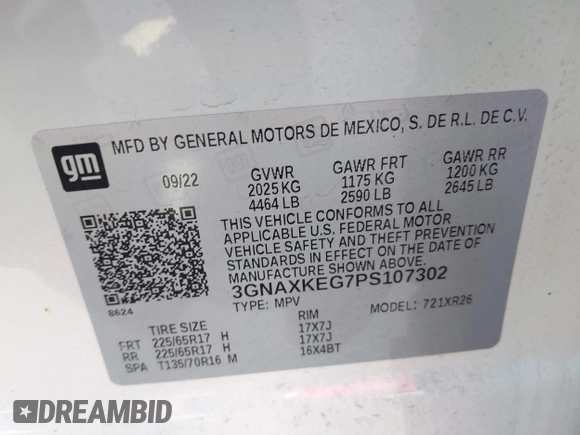 gm
MFD BY GENERAL MOTORS DE MEXICO, S. DE R.L. DE C.V.
09/22 GVWR GAWR FRT GAWR RR
2025 KG 1175 KG 1200 KG
4464 LB 2590 LB 2645 LB
THIS VEHICLE CONFORMS TO ALL
APPLICABLE U.S. FEDERAL MOTOR
VEHICLE SAFETY AND THEFT PREVENTION
STANDARDS IN EFFECT ON THE DATE OF
MANUFACTURE SHOWN ABOVE.
3GNAXKEG7PS107302
8624
TYPE: MPV MODEL: 721XR26
TIRE SIZE RIM
FRT 225/65R17 H 17X7J
RR 225/65R17 H 17X7J
SPA T135/70R16 M 16X4BT
DREAMBID